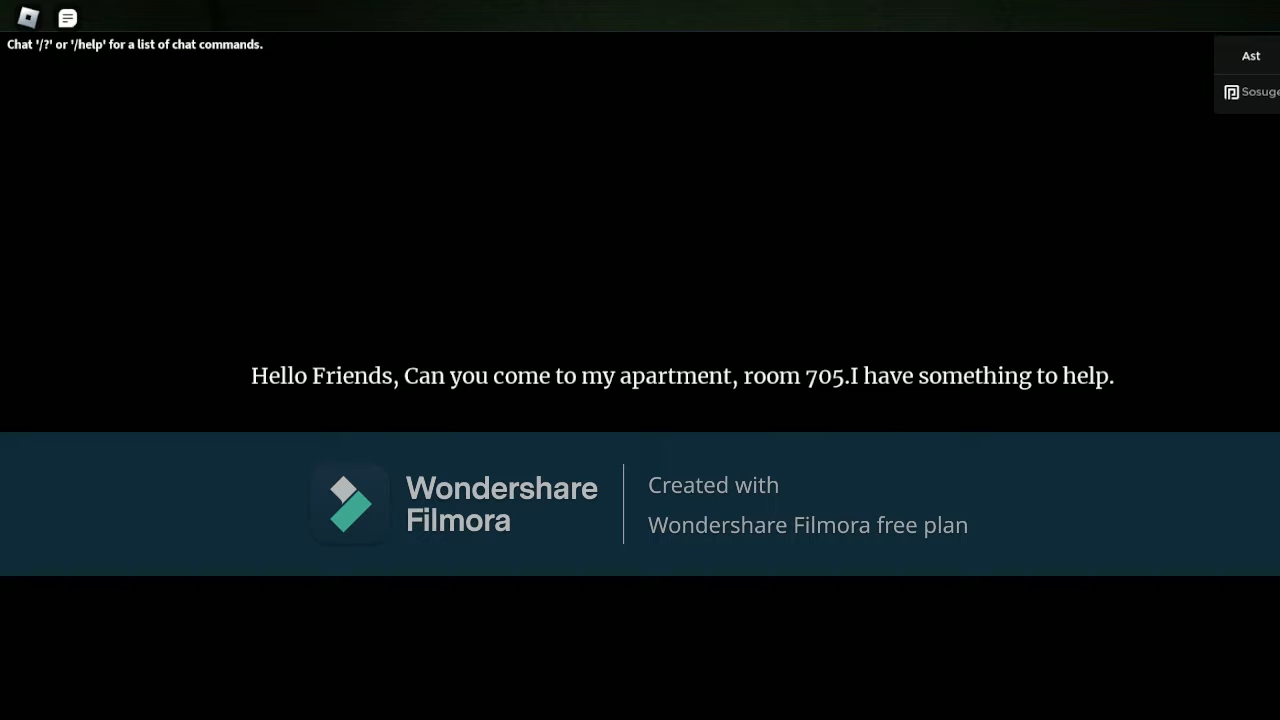 Chat '/?' or '/help' for a list of chat commands.
Ast
Sosuge
Hello Friends, Can you come to my apartment, room 705.I have something to help.
Wondershare
Filmora
Created with
Wondershare Filmora free plan